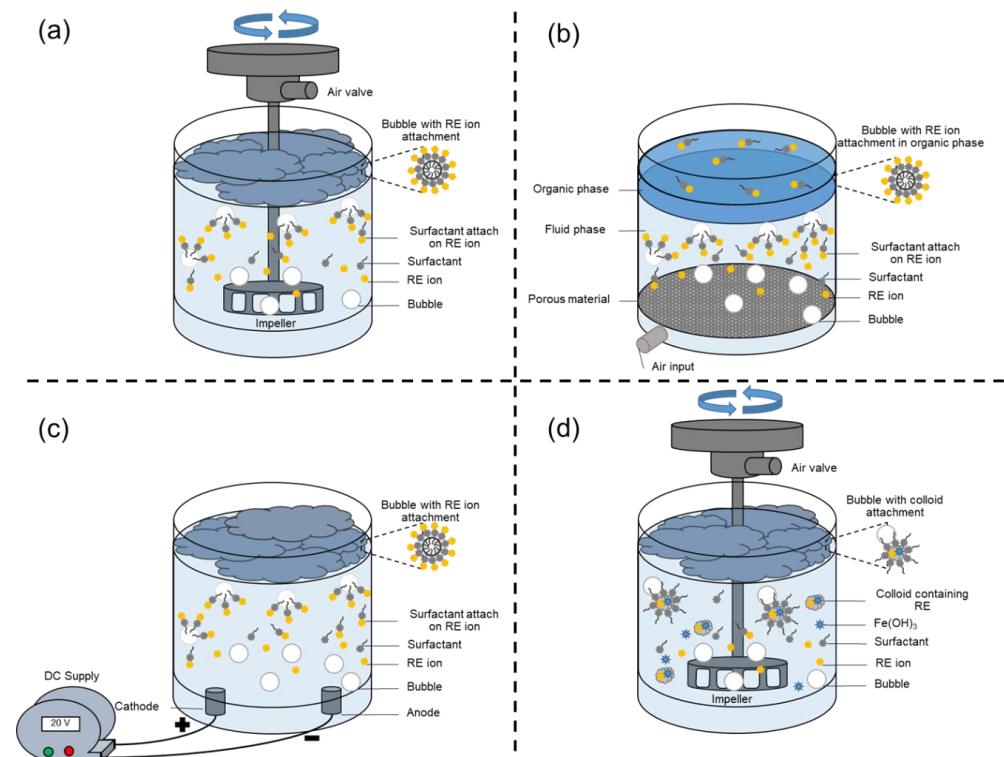 (a)
Air valve
Bubble with RE ion
attachment
Surfactant attach
on RE ion
Surfactant
RE ion
Bubble
Impeller
(b)
Bubble with RE ion
attachment in organic phase
Organic phase
Fluid phase
Surfactant attach
on RE ion
Surfactant
Porous material
RE ion
Bubble
Air input
(c)
Bubble with RE ion
attachment
Surfactant attach
on RE ion
Surfactant
RE ion
Bubble
DC Supply
20 V
Cathode
Anode
+
−
(d)
Air valve
Bubble with colloid
attachment
Colloid containing
RE
Fe(OH)₃
Surfactant
RE ion
Bubble
Impeller